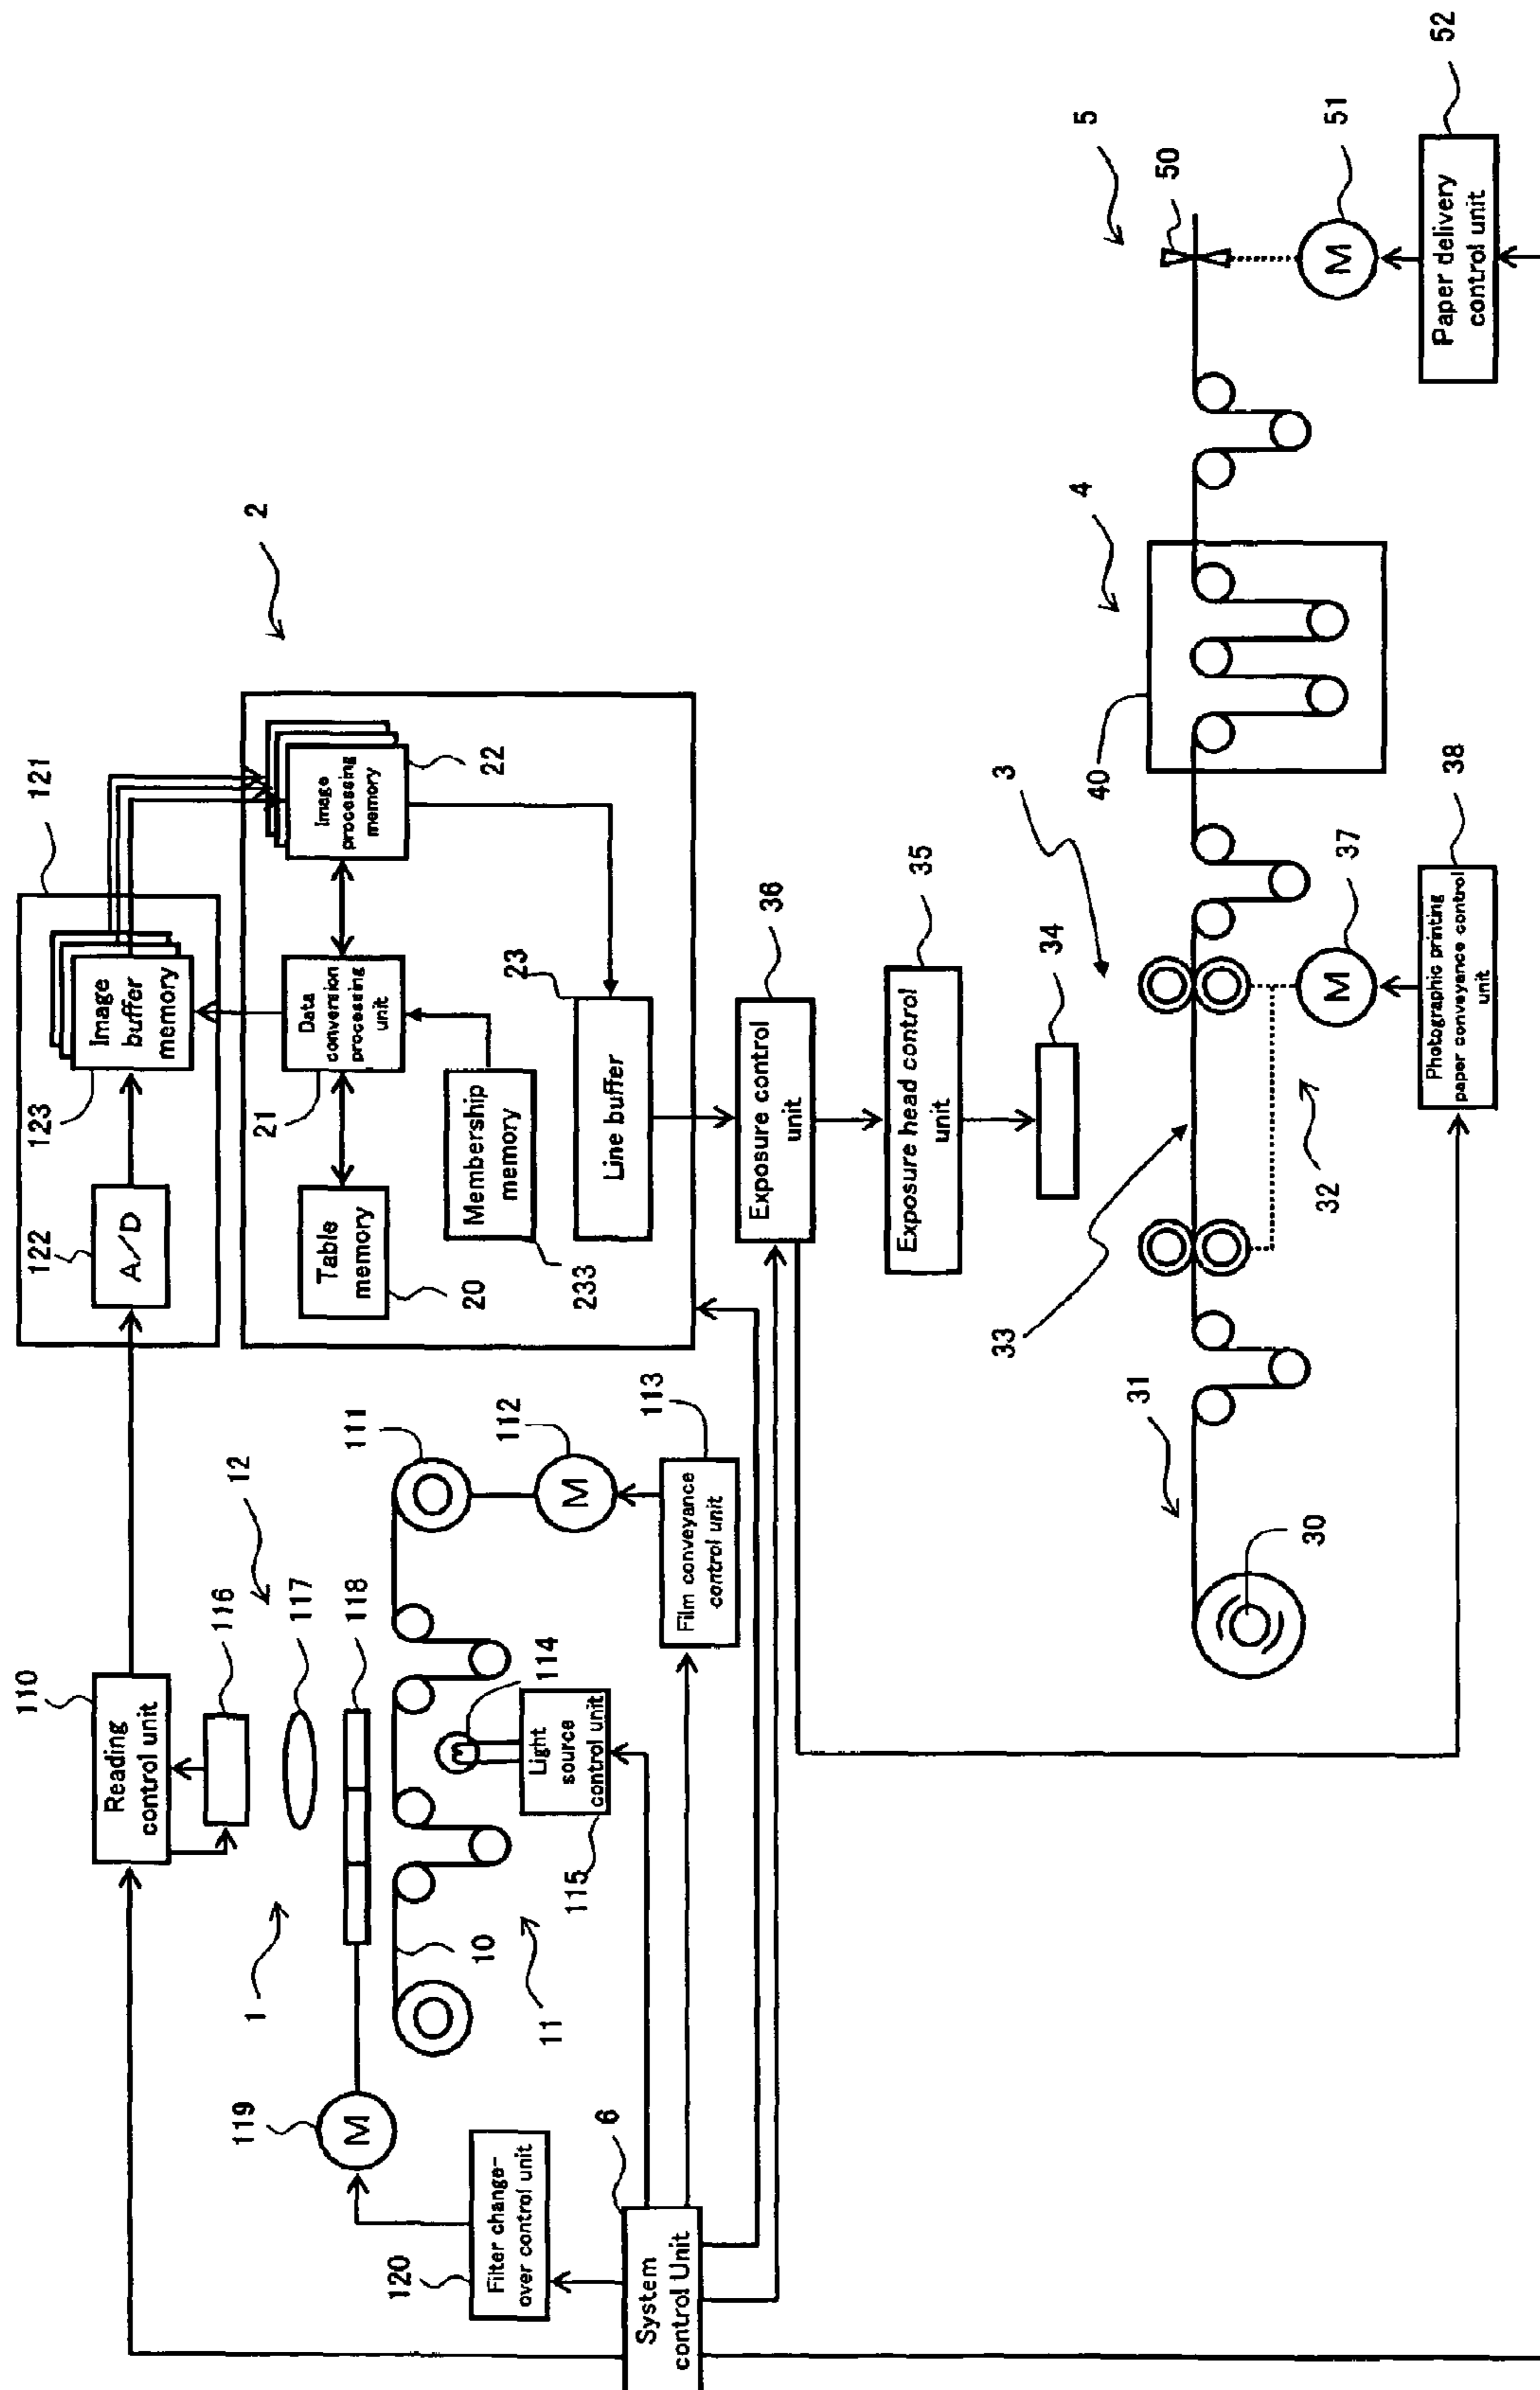 110
Reading
control unit
116
12
117
118
1
119
M
10
11
111
112
M
113
Film conveyance
control unit
114
Light
source
control unit
115
120
Filter change-
over control unit
6
System
control Unit
121
122
A/D
123
Image
buffer
memory
2
Image
processing
memory
22
21
Data
conversion
processing
unit
Table
memory
20
Membership
memory
233
23
Line buffer
36
Exposure control
unit
35
Exposure head control
unit
34
3
33
32
31
30
37
M
38
Photographic printing
paper conveyance control
unit
4
40
5
50
51
M
52
Paper delivery
control unit